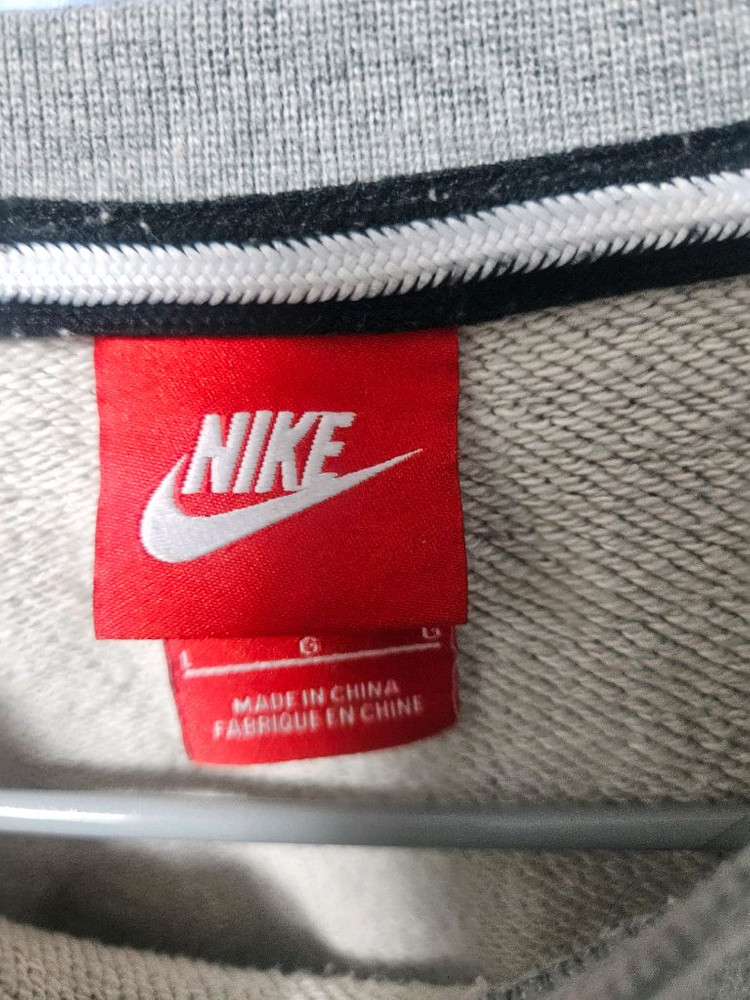 NIKE
L G G
MADE IN CHINA
FABRIQUE EN CHINE